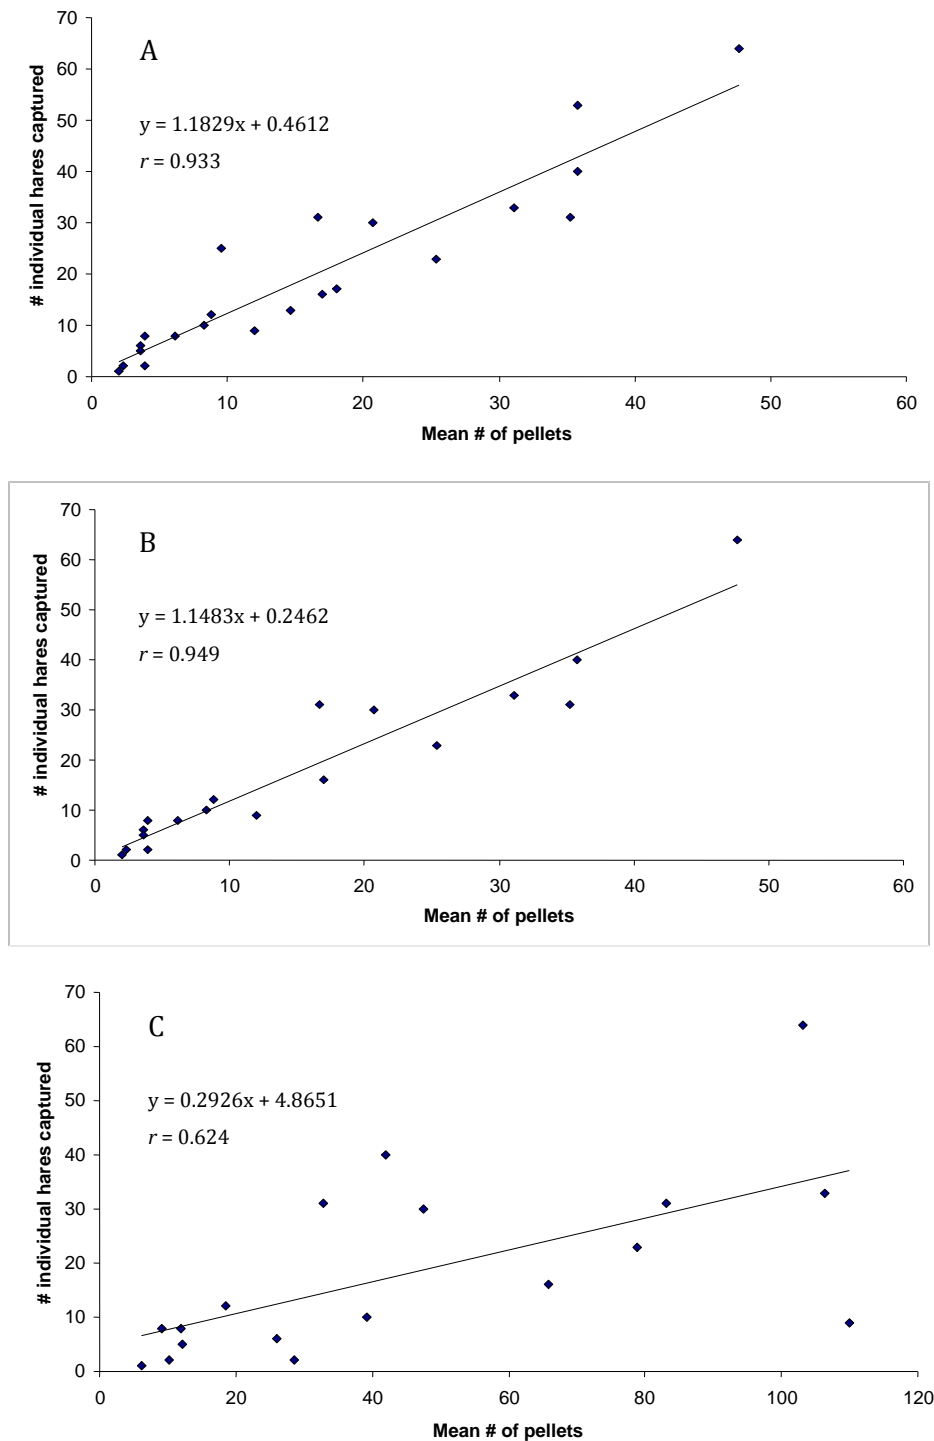 70
A
60
y = 1.1829x + 0.4612
50
r = 0.933
40
30
20
10
0
# individual hares captured
0 10 20 30 40 50 60
Mean # of pellets
70
B
60
y = 1.1483x + 0.2462
50
r = 0.949
40
30
20
10
0
# individual hares captured
0 10 20 30 40 50 60
Mean # of pellets
70
C
60
y = 0.2926x + 4.8651
50
r = 0.624
40
30
20
10
0
# individual hares captured
0 20 40 60 80 100 120
Mean # of pellets